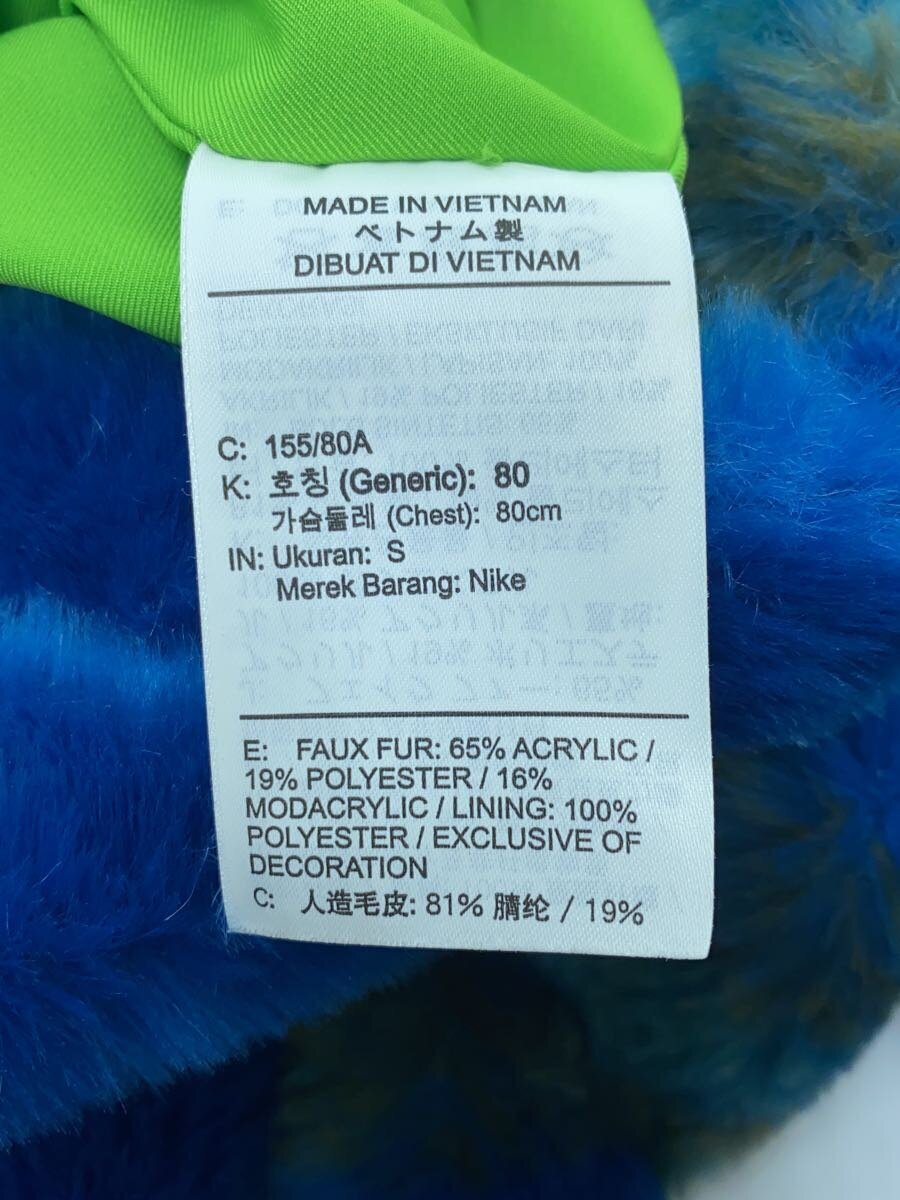 MADE IN VIETNAM
ベトナム製
DIBUAT DI VIETNAM
C: 155/80A
K: 호칭 (Generic): 80
가슴둘레 (Chest): 80cm
IN: Ukuran: S
Merek Barang: Nike
E: FAUX FUR: 65% ACRYLIC /
19% POLYESTER / 16%
MODACRYLIC / LINING: 100%
POLYESTER / EXCLUSIVE OF
DECORATION
C: 人造毛皮: 81% 腈纶 / 19%